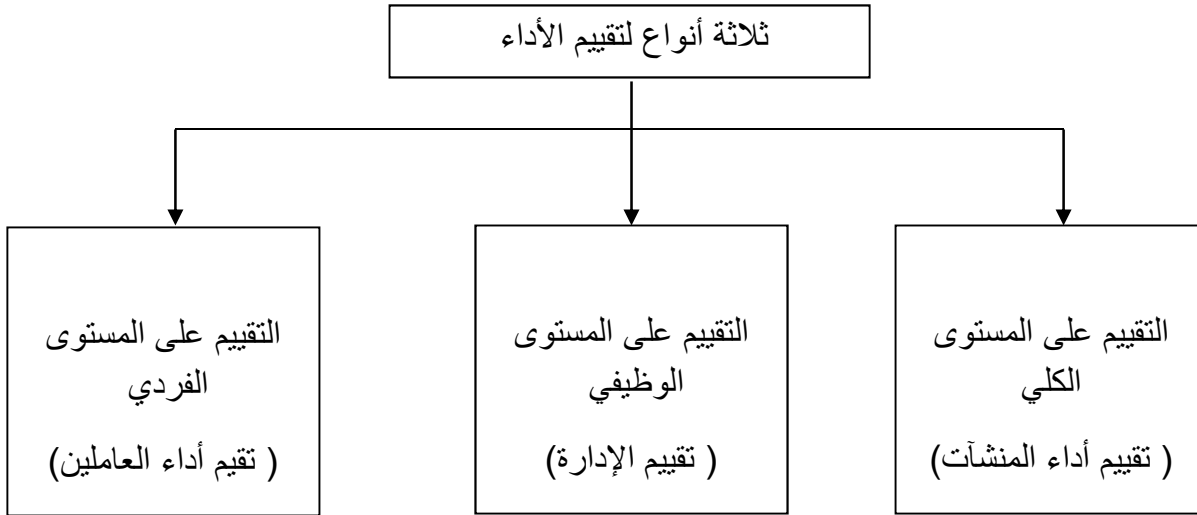 ثلاثة أنواع لتقييم الأداء
التقييم على المستوى
الكلي
( تقييم أداء المنشآت)
التقييم على المستوى
الوظيفي
( تقييم الإدارة)
التقييم على المستوى
الفردي
( تقيم أداء العاملين)